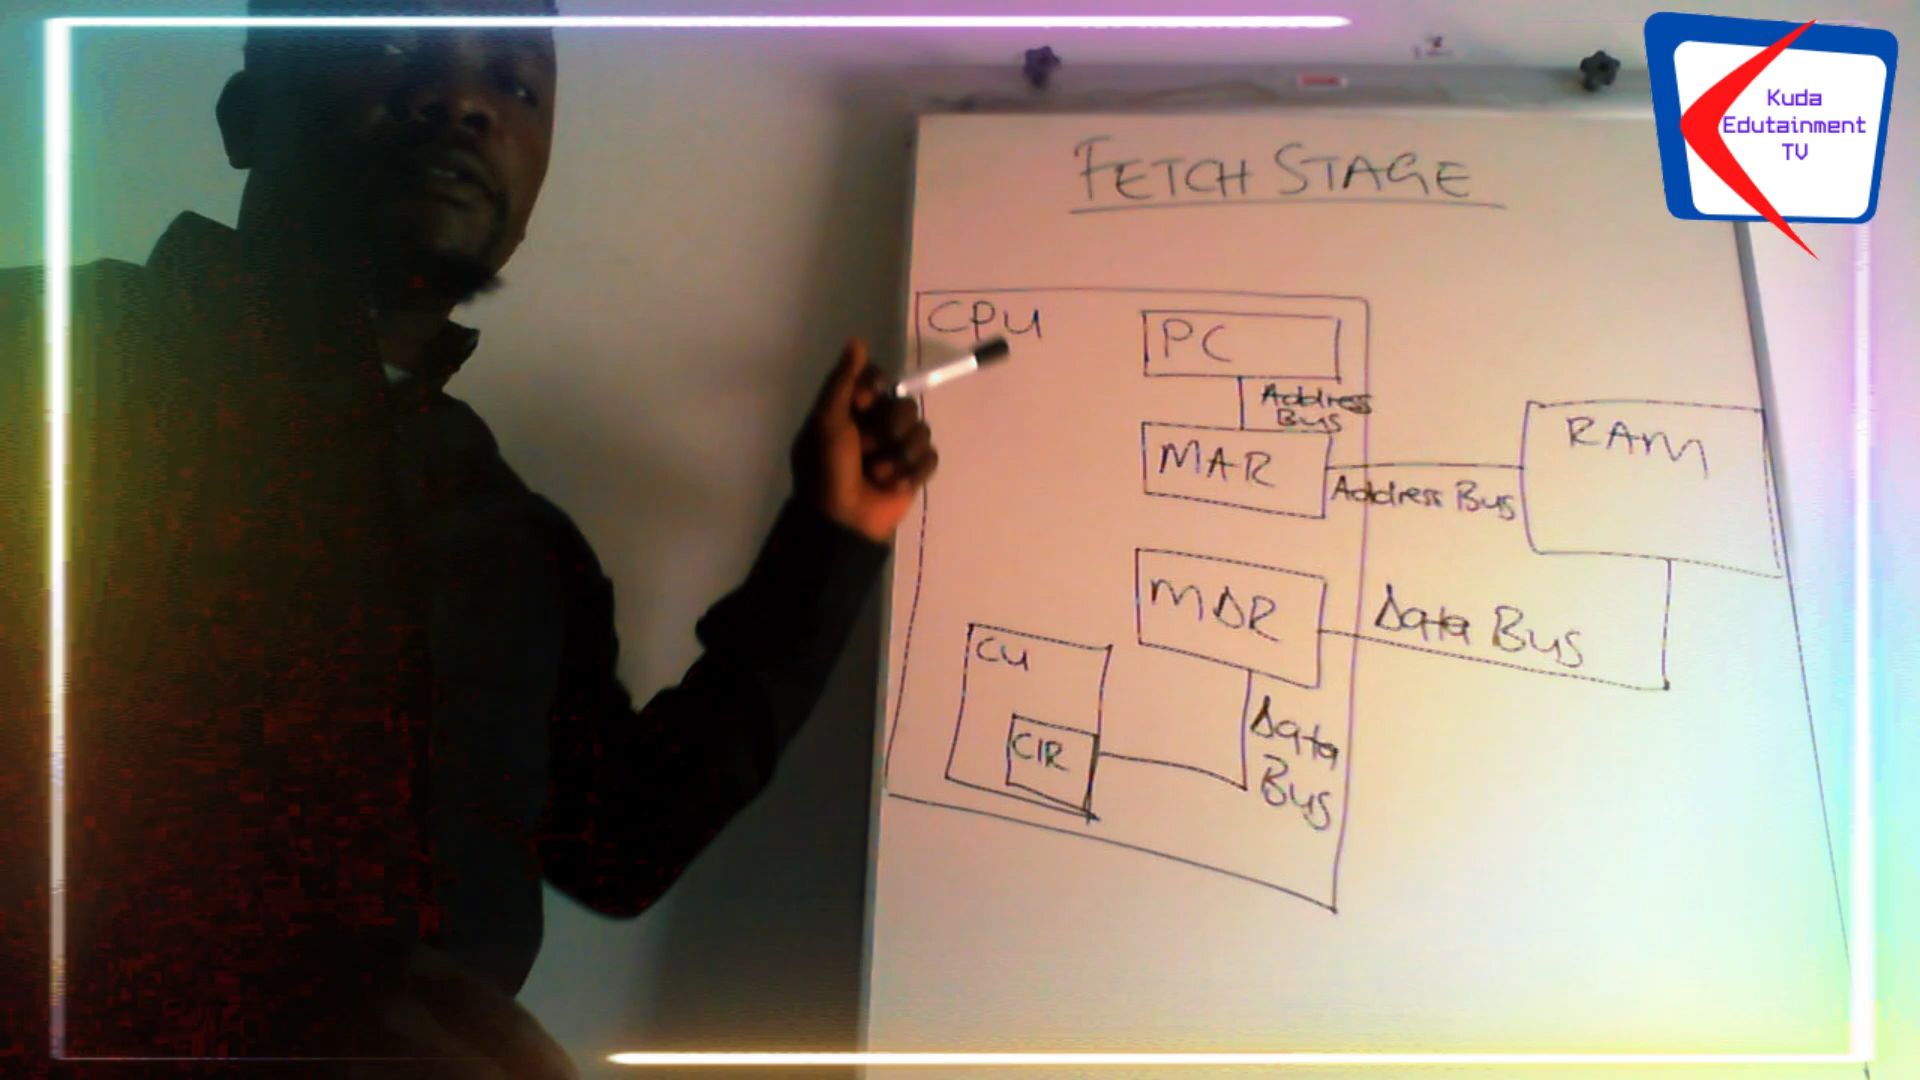 Kuda
Edutainment
TV
FETCH STAGE
CPU
PC
Address
Bus
MAR
Address Bus
RAM
MDR
Data Bus
CU
CIR
Data
Bus